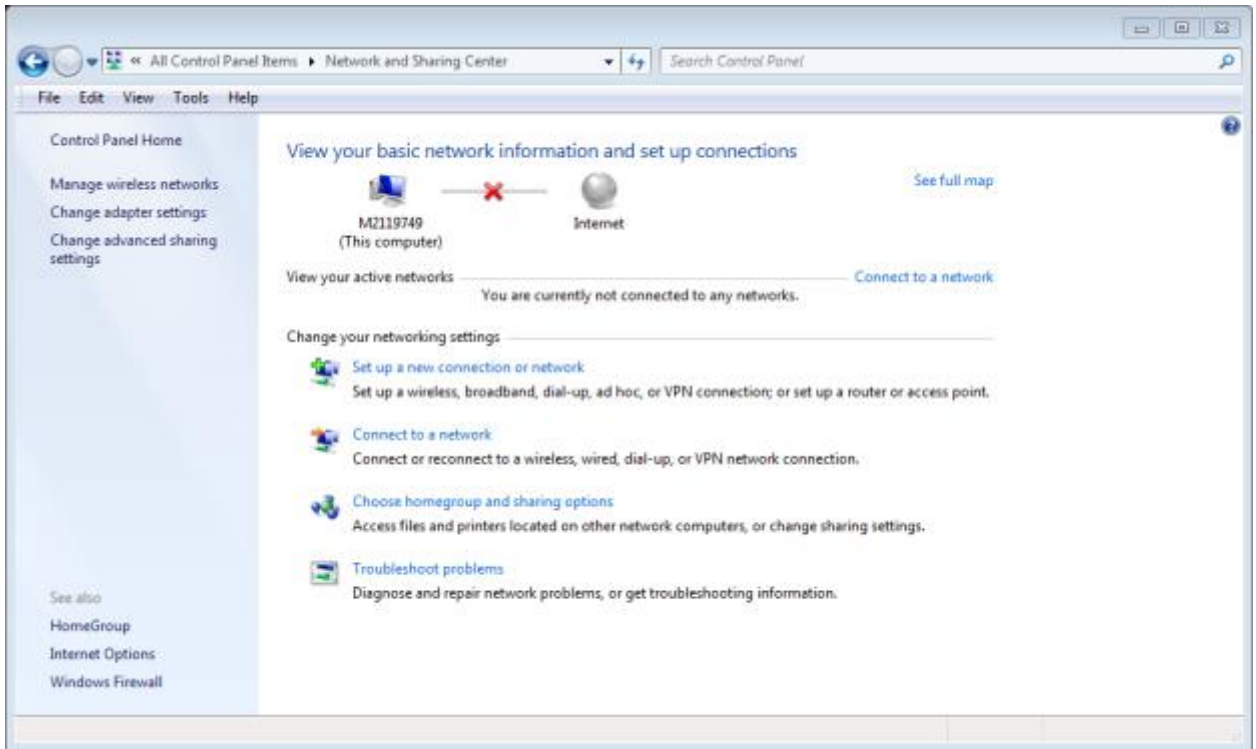 « All Control Panel Items ▸ Network and Sharing Center
Search Control Panel
File Edit View Tools Help
Control Panel Home
Manage wireless networks
Change adapter settings
Change advanced sharing
settings
See also
HomeGroup
Internet Options
Windows Firewall
View your basic network information and set up connections
See full map
M2119749
(This computer)
Internet
View your active networks
Connect to a network
You are currently not connected to any networks.
Change your networking settings
Set up a new connection or network
Set up a wireless, broadband, dial-up, ad hoc, or VPN connection; or set up a router or access point.
Connect to a network
Connect or reconnect to a wireless, wired, dial-up, or VPN network connection.
Choose homegroup and sharing options
Access files and printers located on other network computers, or change sharing settings.
Troubleshoot problems
Diagnose and repair network problems, or get troubleshooting information.